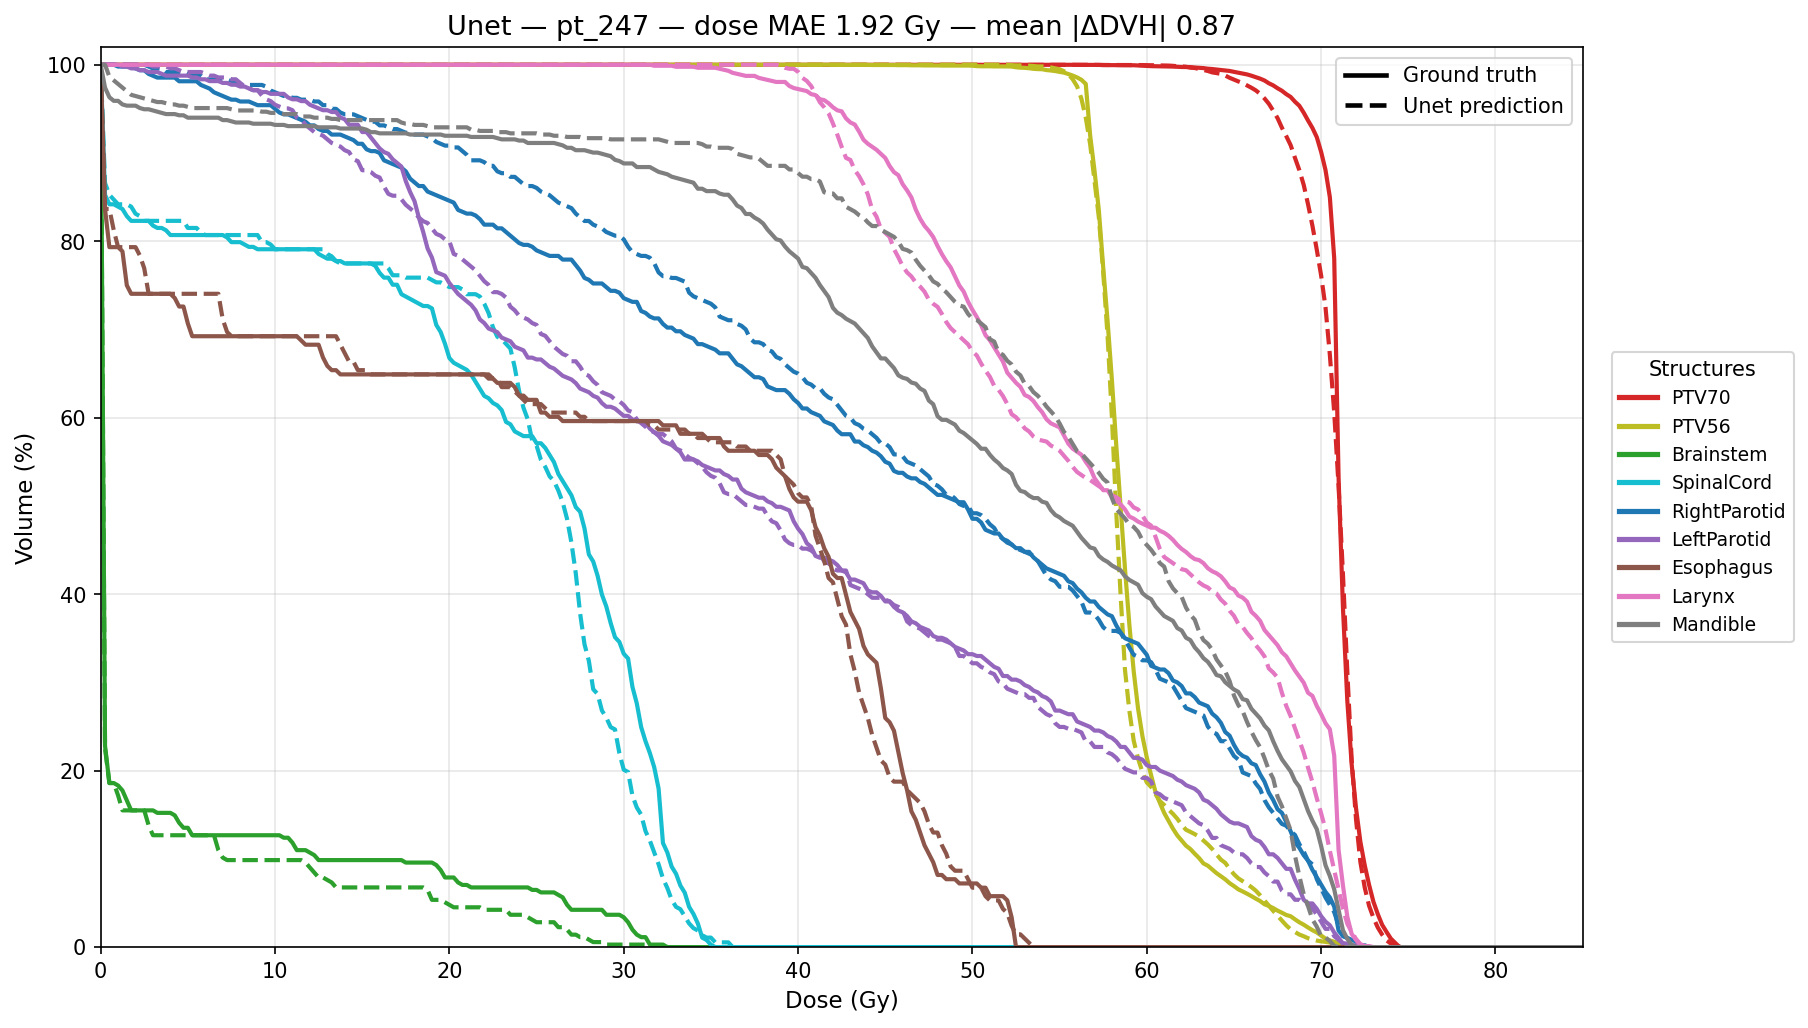 Unet — pt_247 — dose MAE 1.92 Gy — mean |ΔDVH| 0.87
Ground truth
Unet prediction
Volume (%)
100
80
60
40
20
0
0 10 20 30 40 50 60 70 80
Dose (Gy)
Structures
PTV70
PTV56
Brainstem
SpinalCord
RightParotid
LeftParotid
Esophagus
Larynx
Mandible